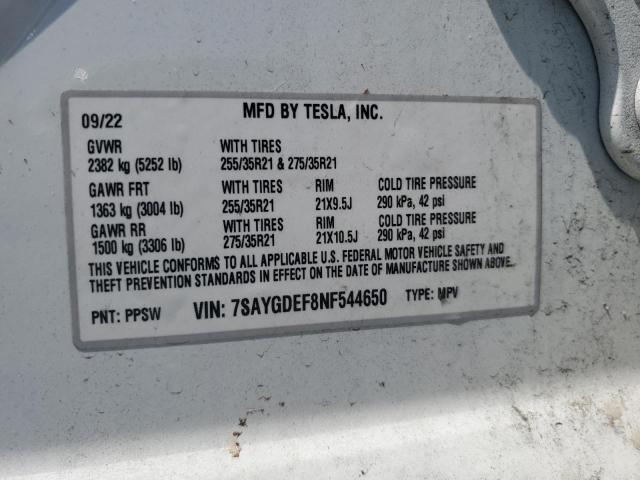 09/22 MFD BY TESLA, INC.
GVWR WITH TIRES
2382 kg (5252 lb) 255/35R21 & 275/35R21
GAWR FRT WITH TIRES RIM COLD TIRE PRESSURE
1363 kg (3004 lb) 255/35R21 21X9.5J 290 kPa, 42 psi
GAWR RR WITH TIRES RIM COLD TIRE PRESSURE
1500 kg (3306 lb) 275/35R21 21X10.5J 290 kPa, 42 psi
THIS VEHICLE CONFORMS TO ALL APPLICABLE U.S. FEDERAL MOTOR VEHICLE SAFETY AND
THEFT PREVENTION STANDARDS IN EFFECT ON THE DATE OF MANUFACTURE SHOWN ABOVE.
PNT: PPSW VIN: 7SAYGDEF8NF544650 TYPE: MPV